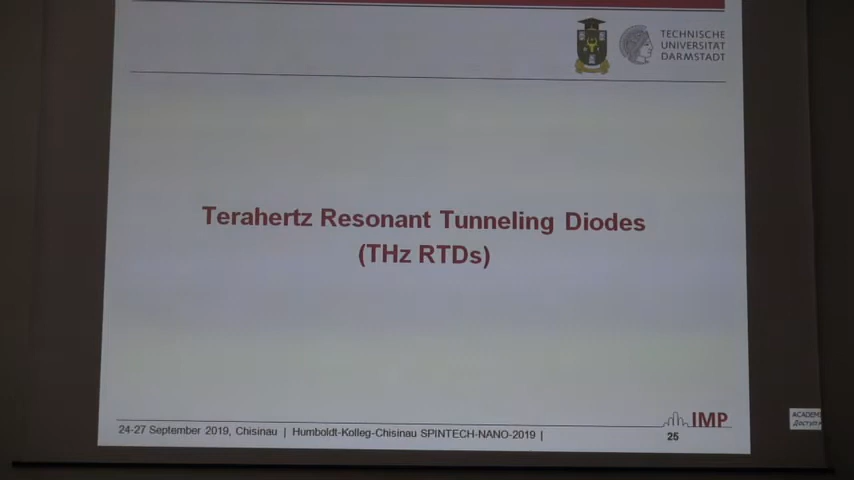 TECHNISCHE
UNIVERSITÄT
DARMSTADT
Terahertz Resonant Tunneling Diodes
(THz RTDs)
24-27 September 2019, Chisinau | Humboldt-Kolleg-Chisinau SPINTECH-NANO-2019 |
IMP
25